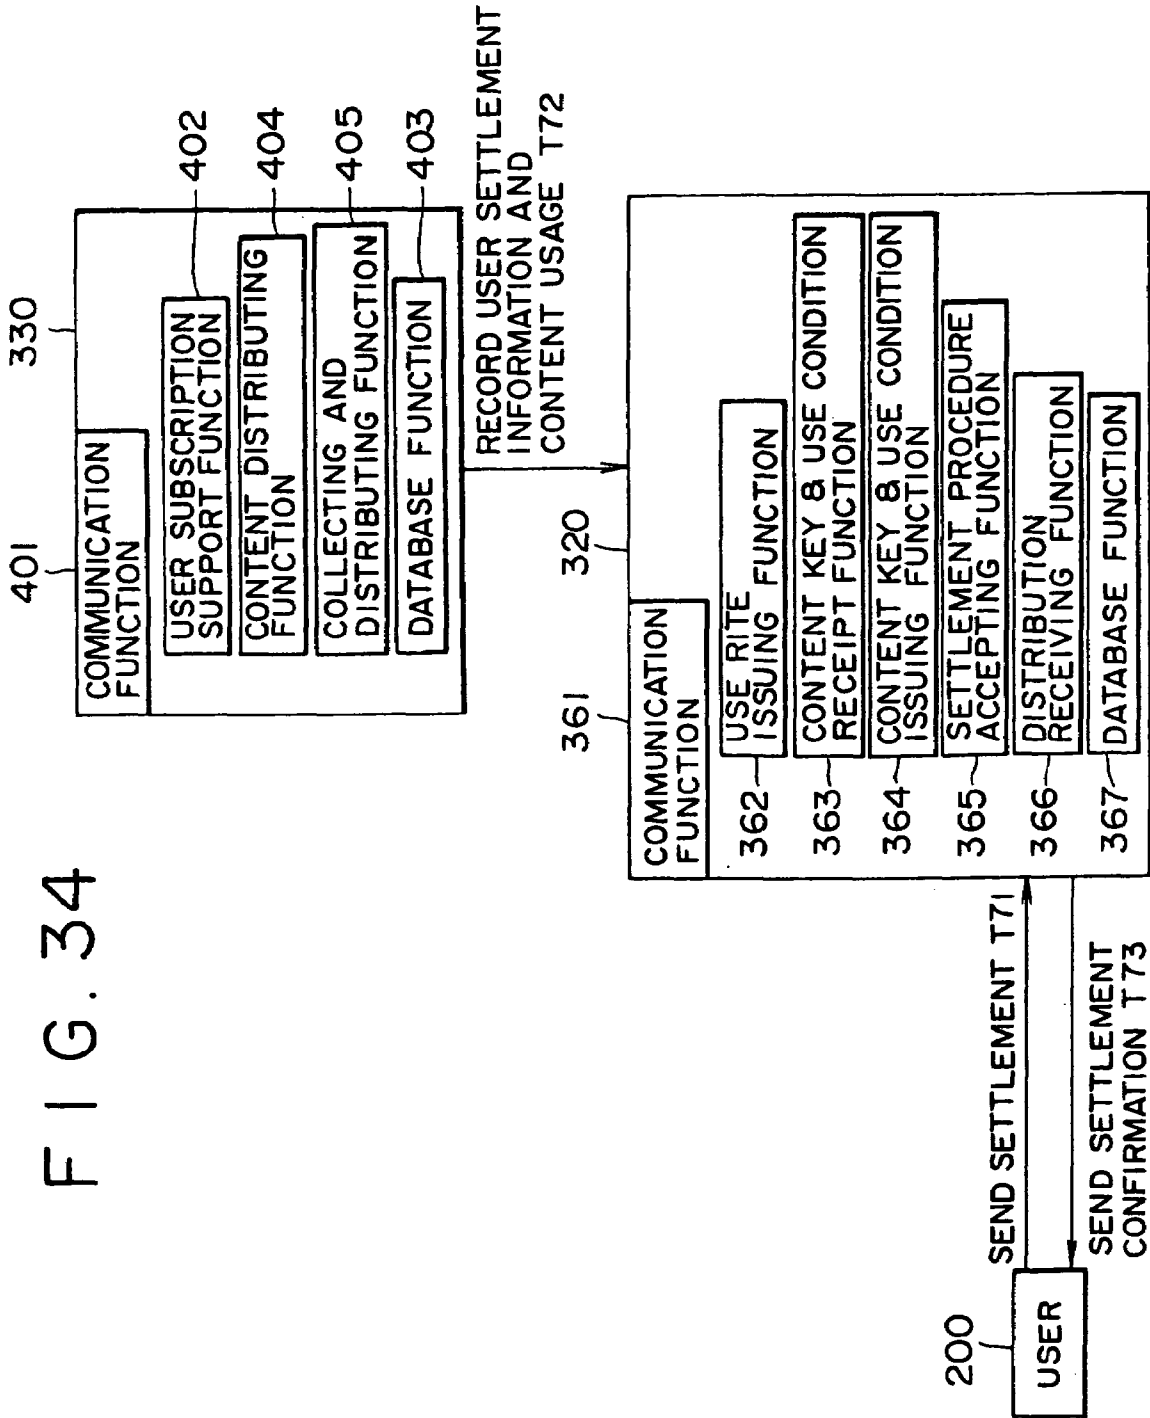 FIG. 34
330
401
COMMUNICATION
FUNCTION
USER SUBSCRIPTION
SUPPORT FUNCTION
402
CONTENT DISTRIBUTING
FUNCTION
404
COLLECTING AND
DISTRIBUTING FUNCTION
405
DATABASE FUNCTION
403
RECORD USER SETTLEMENT
INFORMATION AND
CONTENT USAGE T72
320
361
COMMUNICATION
FUNCTION
362
USE RITE
ISSUING FUNCTION
363
CONTENT KEY & USE CONDITION
RECEIPT FUNCTION
364
CONTENT KEY & USE CONDITION
ISSUING FUNCTION
365
SETTLEMENT PROCEDURE
ACCEPTING FUNCTION
366
DISTRIBUTION
RECEIVING FUNCTION
367
DATABASE FUNCTION
SEND SETTLEMENT T71
SEND SETTLEMENT
CONFIRMATION T73
200
USER